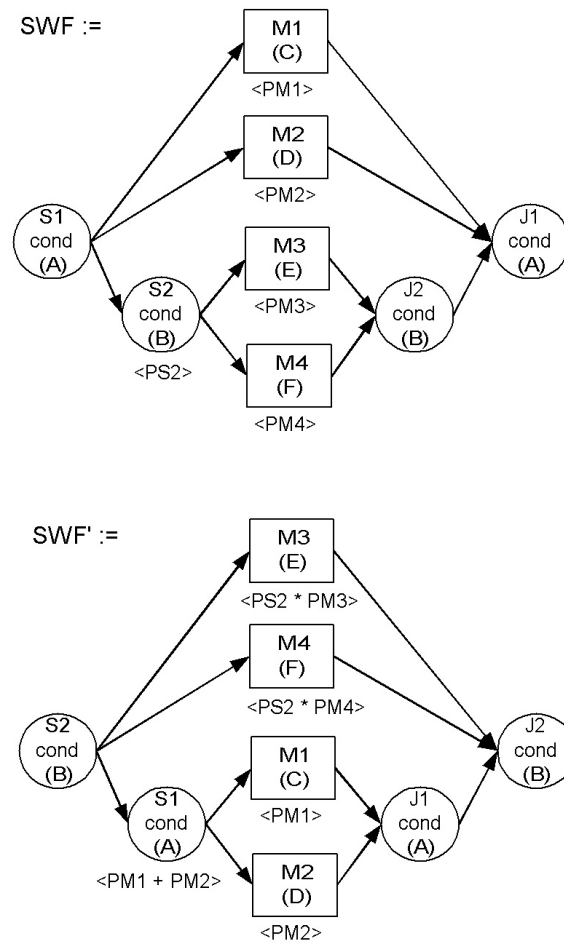 SWF :=
M1
(C)
<PM1>
M2
(D)
<PM2>
S1
cond
(A)
M3
(E)
<PM3>
J1
cond
(A)
S2
cond
(B)
<PS2>
J2
cond
(B)
M4
(F)
<PM4>
SWF' :=
M3
(E)
<PS2 * PM3>
M4
(F)
<PS2 * PM4>
S2
cond
(B)
M1
(C)
<PM1>
J2
cond
(B)
S1
cond
(A)
<PM1 + PM2>
J1
cond
(A)
M2
(D)
<PM2>